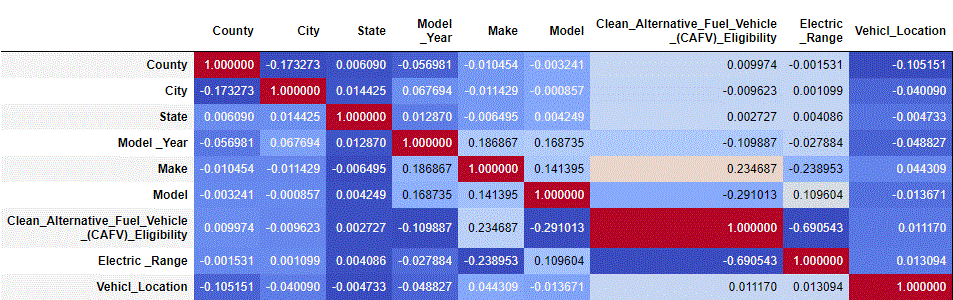 County City State Model _Year Make Model Clean_Alternative_Fuel_Vehicle _(CAFV)_Eligibility Electric _Range Vehicl_Location
County 1.000000 -0.173273 0.006090 -0.056981 -0.010454 -0.003241 0.009974 -0.001531 -0.105151
City -0.173273 1.000000 0.014425 0.067694 -0.011429 -0.000857 -0.009623 0.001099 -0.040090
State 0.006090 0.014425 1.000000 0.012870 -0.006495 0.004249 0.002727 0.004086 -0.004733
Model _Year -0.056981 0.067694 0.012870 1.000000 0.186867 0.168735 -0.109887 -0.027884 -0.048827
Make -0.010454 -0.011429 -0.006495 0.186867 1.000000 0.141395 0.234687 -0.238953 0.044309
Model -0.003241 -0.000857 0.004249 0.168735 0.141395 1.000000 -0.291013 0.109604 -0.013671
Clean_Alternative_Fuel_Vehicle _(CAFV)_Eligibility 0.009974 -0.009623 0.002727 -0.109887 0.234687 -0.291013 1.000000 -0.690543 0.011170
Electric _Range -0.001531 0.001099 0.004086 -0.027884 -0.238953 0.109604 -0.690543 1.000000 0.013094
Vehicl_Location -0.105151 -0.040090 -0.004733 -0.048827 0.044309 -0.013671 0.011170 0.013094 1.000000